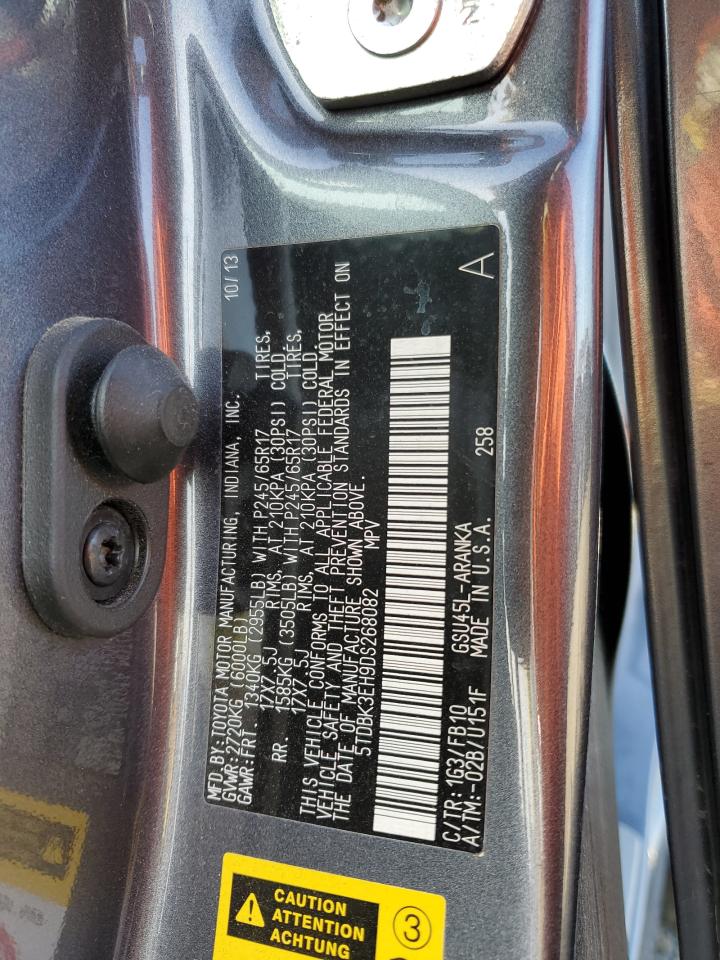 MFD. BY: TOYOTA MOTOR MANUFACTURING, INDIANA, INC. 10/13
GVWR: 2720KG (6000LB)
GAWR: FRT 1340KG (2955LB) WITH P245/65R17 TIRES,
17X7.5J RIMS, AT 210KPA (30PSI) COLD.
RR. 1585KG (3505LB) WITH P245/65R17 TIRES,
17X7.5J RIMS, AT 210KPA (30PSI) COLD.
THIS VEHICLE CONFORMS TO ALL APPLICABLE FEDERAL MOTOR
VEHICLE SAFETY AND THEFT PREVENTION STANDARDS IN EFFECT ON
THE DATE OF MANUFACTURE SHOWN ABOVE.
5TDBK3EH9DS268082 MPV
C/TR: 1G3/FB10 GSU45L-ARANKA
A/TM:-02B/U151F MADE IN U.S.A. 258
A
CAUTION
ATTENTION
ACHTUNG
3